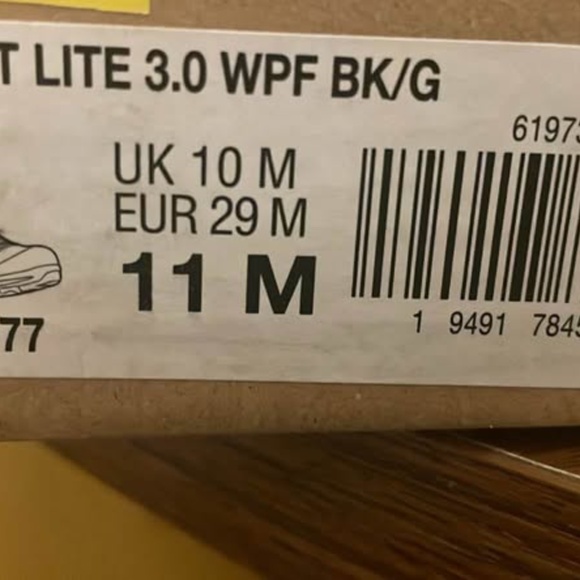 T LITE 3.0 WPF BK/G
61973
UK 10 M
EUR 29 M
11 M
77
1 9491 7845